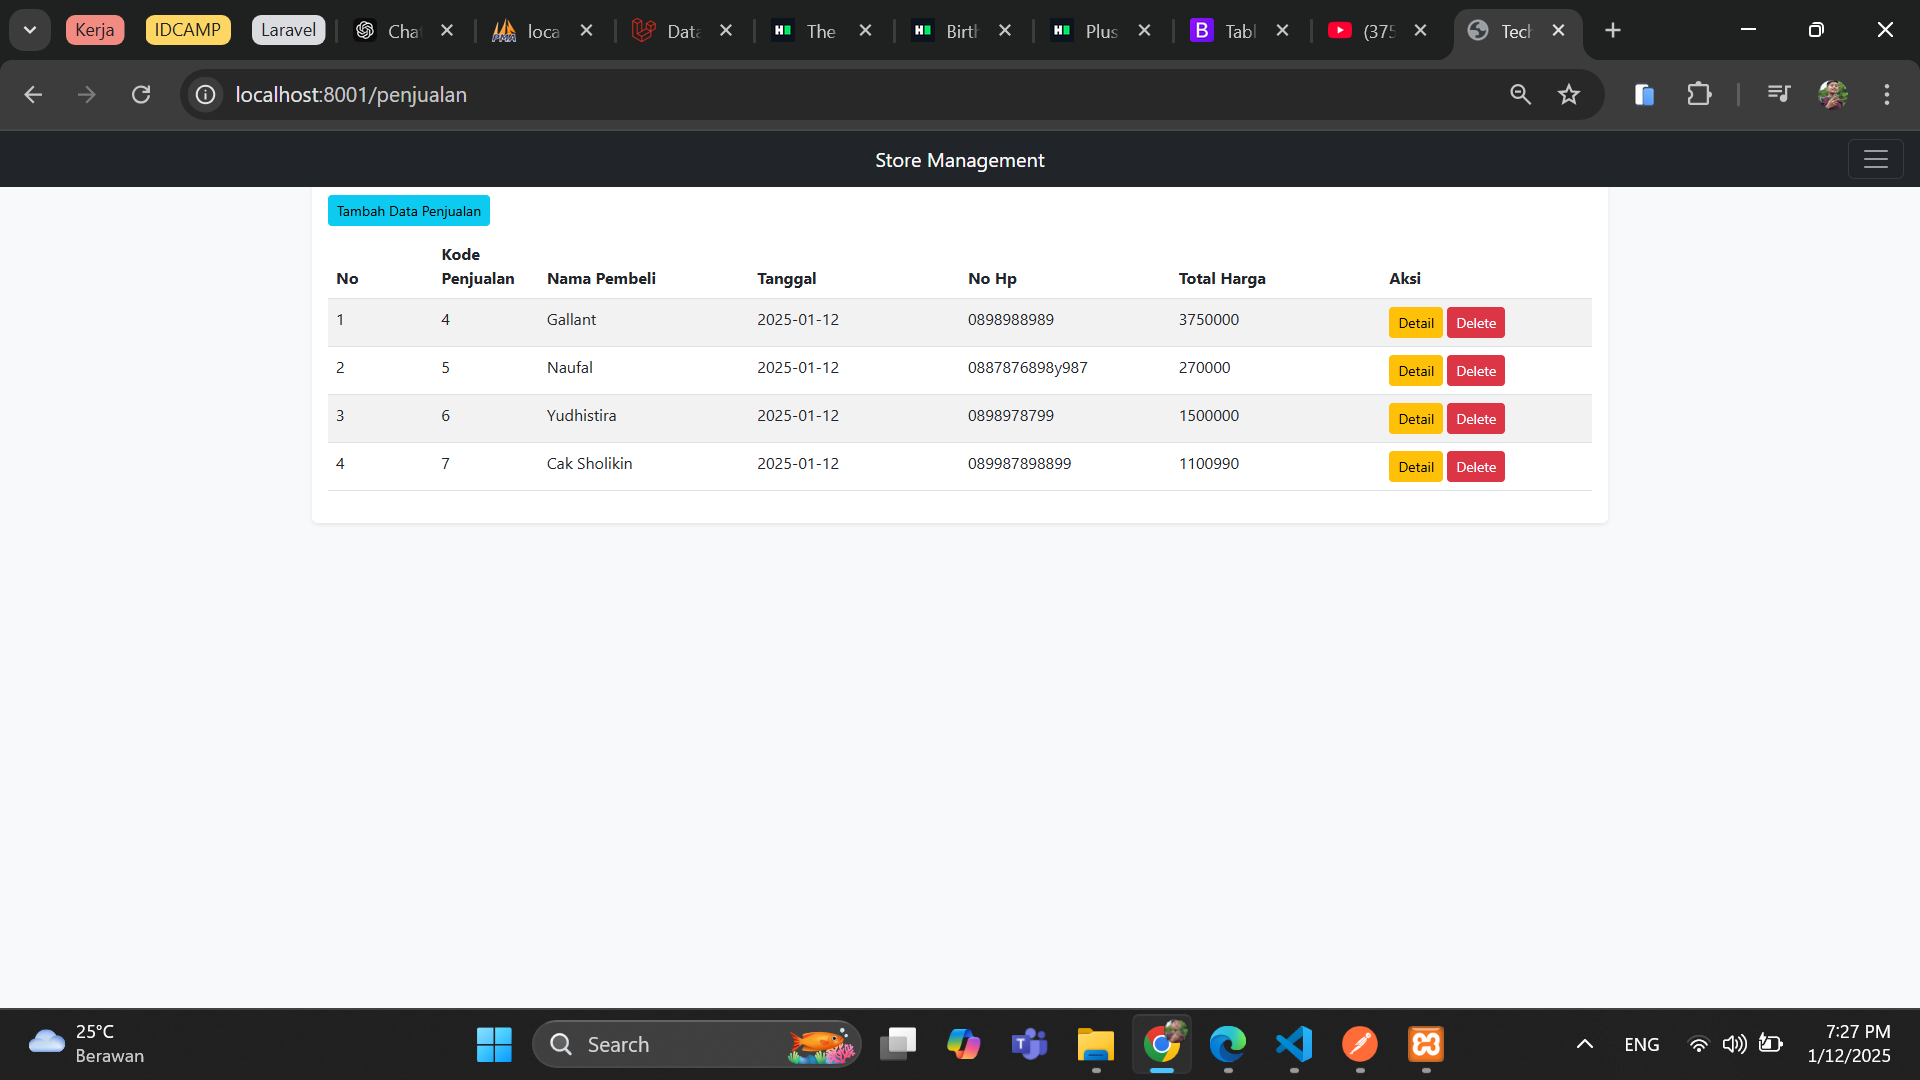 Kerja IDCAMP Laravel Chat loca Data The Birth Plus Tabl (375 Tech
localhost:8001/penjualan
Store Management
Tambah Data Penjualan
No Kode Penjualan Nama Pembeli Tanggal No Hp Total Harga Aksi
1 4 Gallant 2025-01-12 0898988989 3750000 Detail Delete
2 5 Naufal 2025-01-12 0887876898y987 270000 Detail Delete
3 6 Yudhistira 2025-01-12 0898978799 1500000 Detail Delete
4 7 Cak Sholikin 2025-01-12 089987898899 1100990 Detail Delete
25°C
Berawan
Search
ENG
7:27 PM
1/12/2025